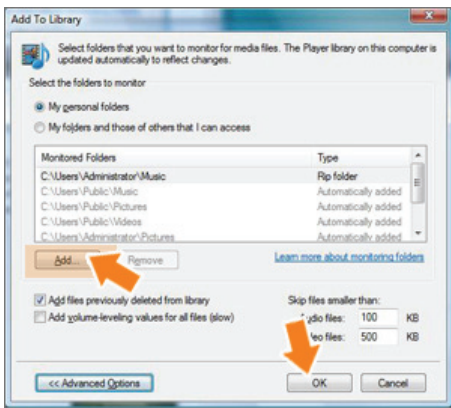 Add To Library
Select folders that you want to monitor for media files. The Player library on this computer is
updated automatically to reflect changes.
Select the folders to monitor
My personal folders
My folders and those of others that I can access
Monitored Folders Type
C:\Users\Administrator\Music Rip folder
C:\Users\Public\Music Automatically added
C:\Users\Public\Pictures Automatically added
C:\Users\Public\Videos Automatically added
C:\Users\Administrator\Pictures Automatically added
Add... Remove Learn more about monitoring folders
Add files previously deleted from library Skip files smaller than:
Add volume-leveling values for all files (slow) files: 100 KB
files: 500 KB
<< Advanced Options OK Cancel